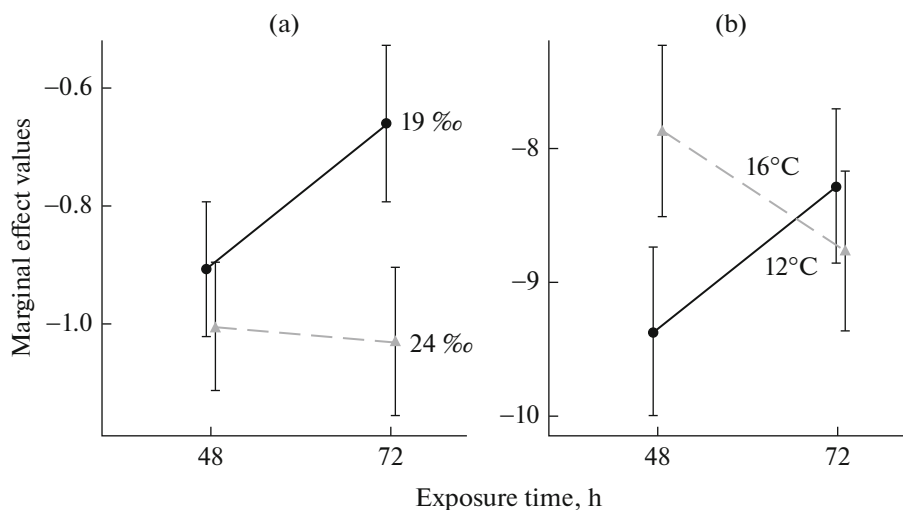 (a)
(b)
Marginal effect values
−0.6
−0.8
−1.0
19 ‰
24 ‰
48
72
−8
−9
−10
16°C
12°C
48
72
Exposure time, h